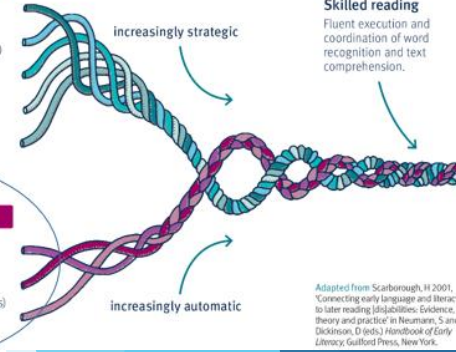 increasingly strategic
Skilled reading
Fluent execution and
coordination of word
recognition and text
comprehension.
increasingly automatic
Adapted from Scarborough, H 2001,
'Connecting early language and literac
to later reading [dis]abilities: Evidence,
theory and practice' in Neumann, S and
Dickinson, D (eds.) Handbook of Early
Literacy, Guilford Press, New York.